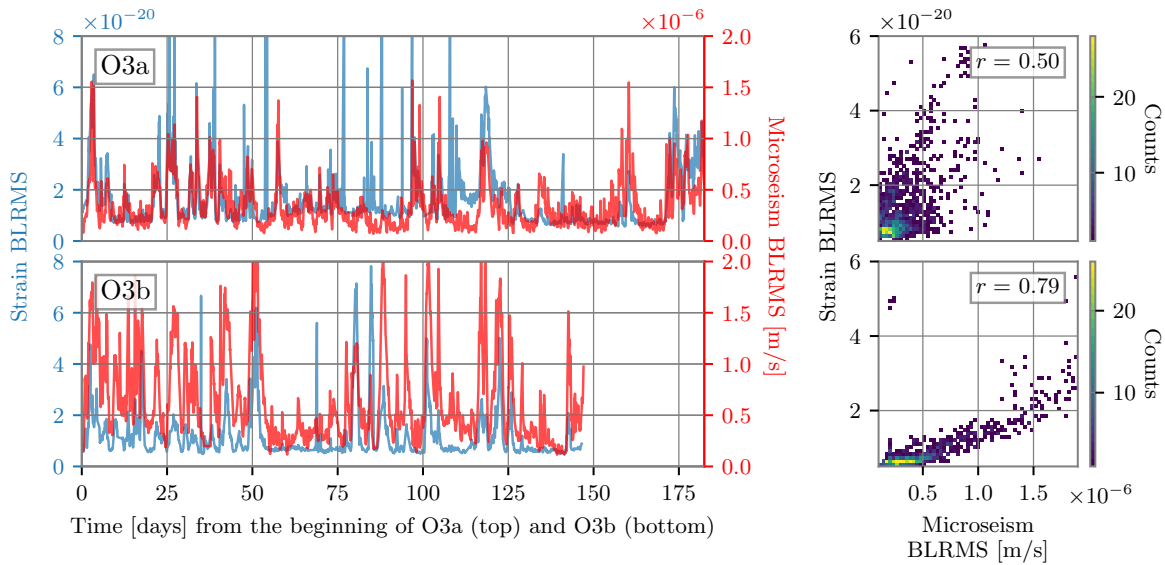 ×10⁻²⁰
×10⁻⁶
×10⁻²⁰
8
6
4
2
0
O3a
2.0
1.5
1.0
0.5
0.0
6
4
2
r = 0.50
20
10
Counts
Strain BLRMS
Microseism BLRMS [m/s]
Strain BLRMS
8
6
4
2
0
O3b
2.0
1.5
1.0
0.5
0.0
6
4
2
r = 0.79
20
10
Counts
0 25 50 75 100 125 150 175
0.5 1.0 1.5
×10⁻⁶
Time [days] from the beginning of O3a (top) and O3b (bottom)
Microseism
BLRMS [m/s]